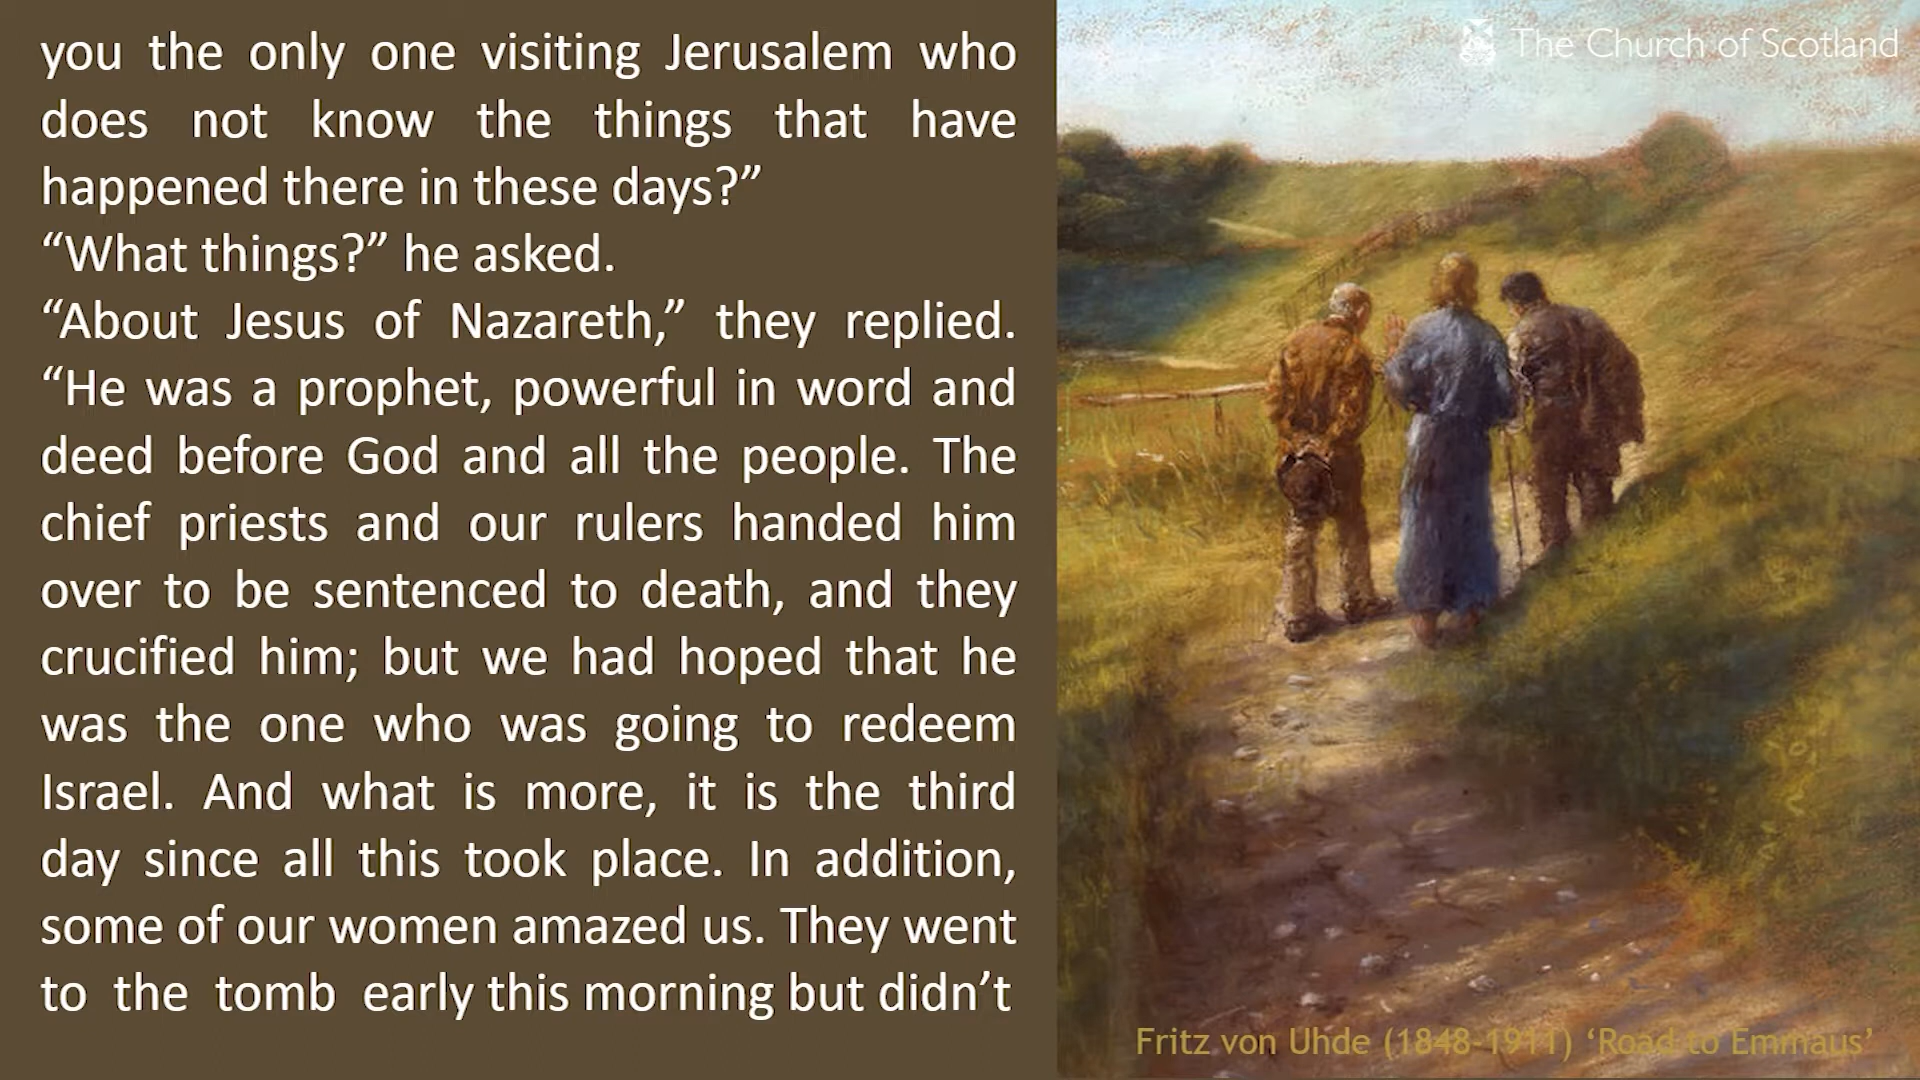 you the only one visiting Jerusalem who
does not know the things that have
happened there in these days?”
“What things?” he asked.
“About Jesus of Nazareth,” they replied.
“He was a prophet, powerful in word and
deed before God and all the people. The
chief priests and our rulers handed him
over to be sentenced to death, and they
crucified him; but we had hoped that he
was the one who was going to redeem
Israel. And what is more, it is the third
day since all this took place. In addition,
some of our women amazed us. They went
to the tomb early this morning but didn’t
The Church of Scotland
Fritz von Uhde (1848-1911) ‘Road to Emmaus’